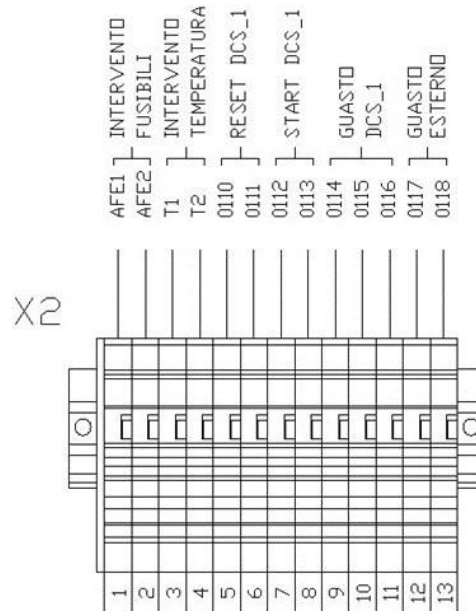 INTERVENTO
FUSIBILI
INTERVENTO
TEMPERATURA
RESET DCS_1
START DCS_1
GUASTO
DCS_1
GUASTO
ESTERNO
AFE1
AFE2
T1
T2
0110
0111
0112
0113
0114
0115
0116
0117
0118
X2
1
2
3
4
5
6
7
8
9
10
11
12
13